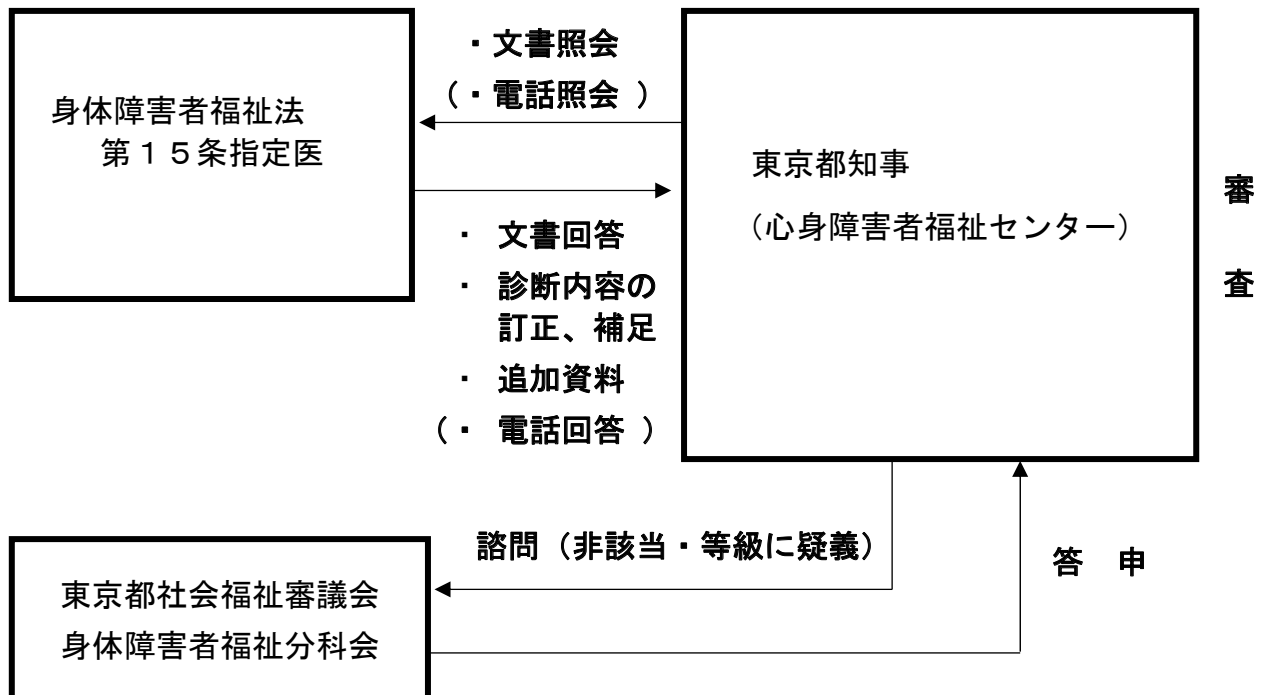 ・文書照会
（・電話照会 ）
身体障害者福祉法
第１５条指定医
東京都知事
（心身障害者福祉センター）
審
査
・ 文書回答
・ 診断内容の
訂正、補足
・ 追加資料
（・ 電話回答 ）
諮問（非該当・等級に疑義）
答 申
東京都社会福祉審議会
身体障害者福祉分科会